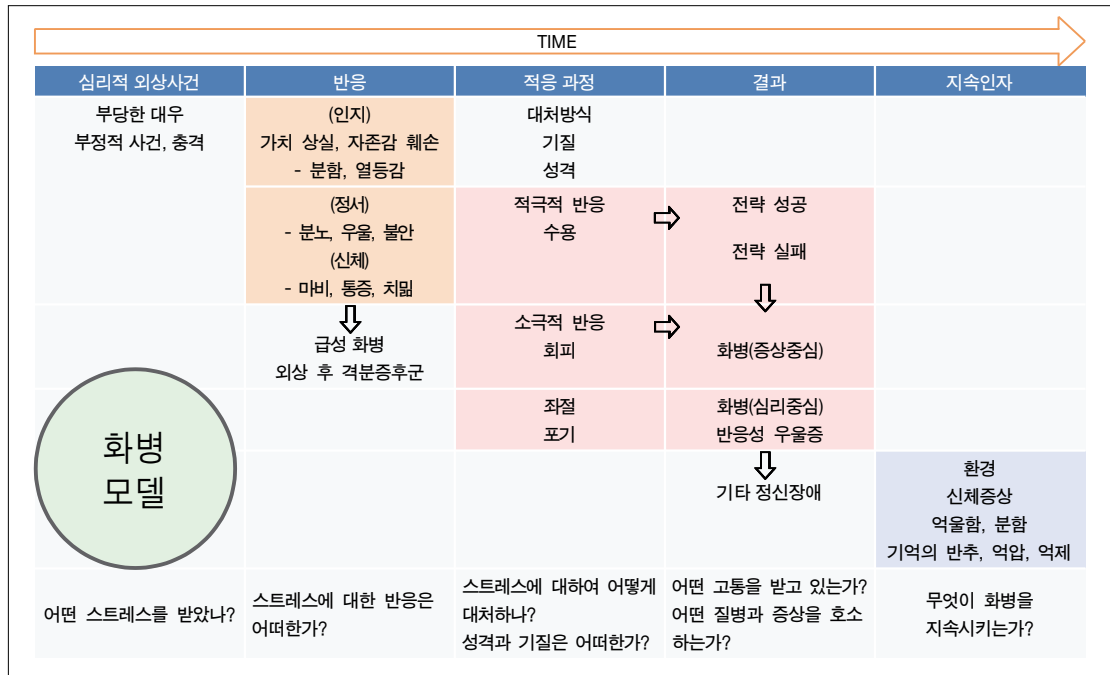 TIME
심리적 외상사건
반응
적응 과정
결과
지속인자
부당한 대우
부정적 사건, 충격
(인지)
가치 상실, 자존감 훼손
- 분함, 열등감
대처방식
기질
성격
(정서)
- 분노, 우울, 불안
(신체)
- 마비, 통증, 치밂
적극적 반응
수용
전략 성공
전략 실패
급성 화병
외상 후 격분증후군
소극적 반응
회피
화병(증상중심)
좌절
포기
화병(심리중심)
반응성 우울증
화병
모델
기타 정신장애
환경
신체증상
억울함, 분함
기억의 반추, 억압, 억제
어떤 스트레스를 받았나?
스트레스에 대한 반응은
어떠한가?
스트레스에 대하여 어떻게
대처하나?
성격과 기질은 어떠한가?
어떤 고통을 받고 있는가?
어떤 질병과 증상을 호소
하는가?
무엇이 화병을
지속시키는가?